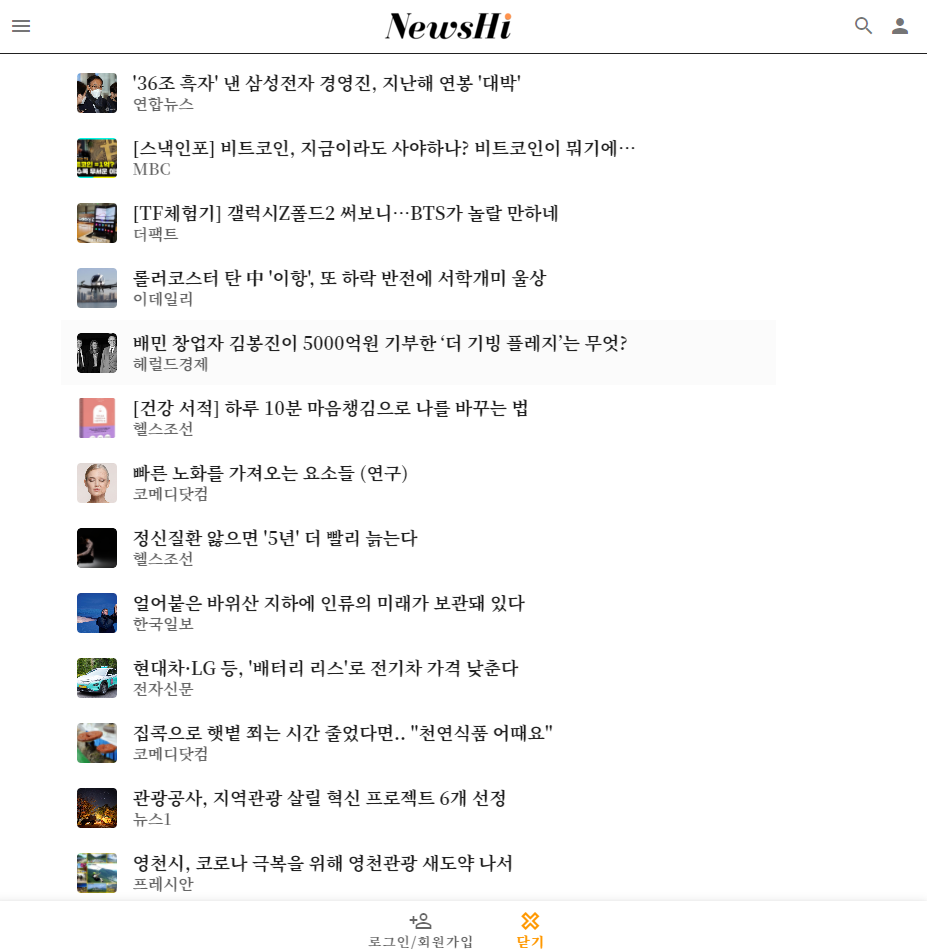 NewsHi
'36조 흑자' 낸 삼성전자 경영진, 지난해 연봉 '대박'
연합뉴스
[스낵인포] 비트코인, 지금이라도 사야하나? 비트코인이 뭐기에…
MBC
[TF체험기] 갤럭시Z폴드2 써보니…BTS가 놀랄 만하네
더팩트
롤러코스터 탄 中 '이항', 또 하락 반전에 서학개미 울상
이데일리
배민 창업자 김봉진이 5000억원 기부한 ‘더 기빙 플레지’는 무엇?
헤럴드경제
[건강 서적] 하루 10분 마음챙김으로 나를 바꾸는 법
헬스조선
빠른 노화를 가져오는 요소들 (연구)
코메디닷컴
정신질환 앓으면 '5년' 더 빨리 늙는다
헬스조선
얼어붙은 바위산 지하에 인류의 미래가 보관돼 있다
한국일보
현대차·LG 등, '배터리 리스'로 전기차 가격 낮춘다
전자신문
집콕으로 햇볕 쬐는 시간 줄었다면.. "천연식품 어때요"
코메디닷컴
관광공사, 지역관광 살릴 혁신 프로젝트 6개 선정
뉴스1
영천시, 코로나 극복을 위해 영천관광 새도약 나서
프레시안
로그인/회원가입
닫기